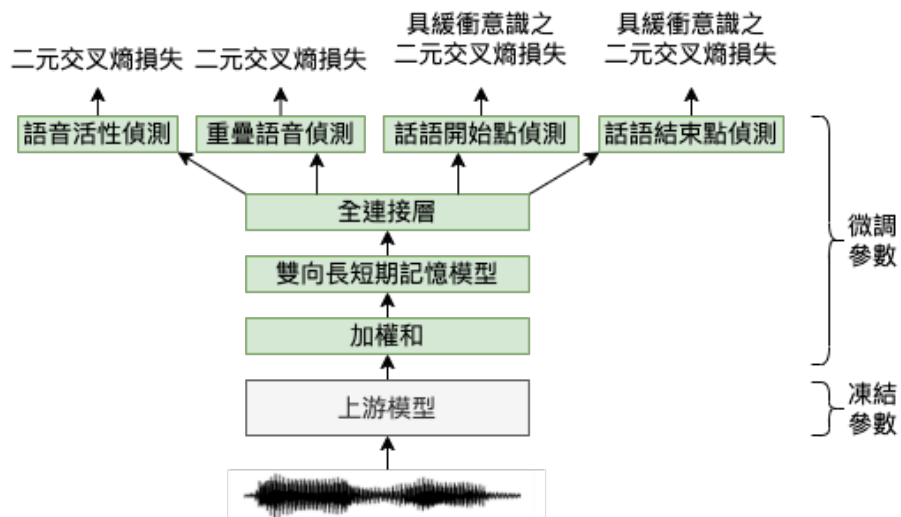 二元交叉熵損失
二元交叉熵損失
具緩衝意識之
二元交叉熵損失
具緩衝意識之
二元交叉熵損失
語音活性偵測
重疊語音偵測
話語開始點偵測
話語結束點偵測
全連接層
雙向長短期記憶模型
加權和
微調
參數
上游模型
凍結
參數